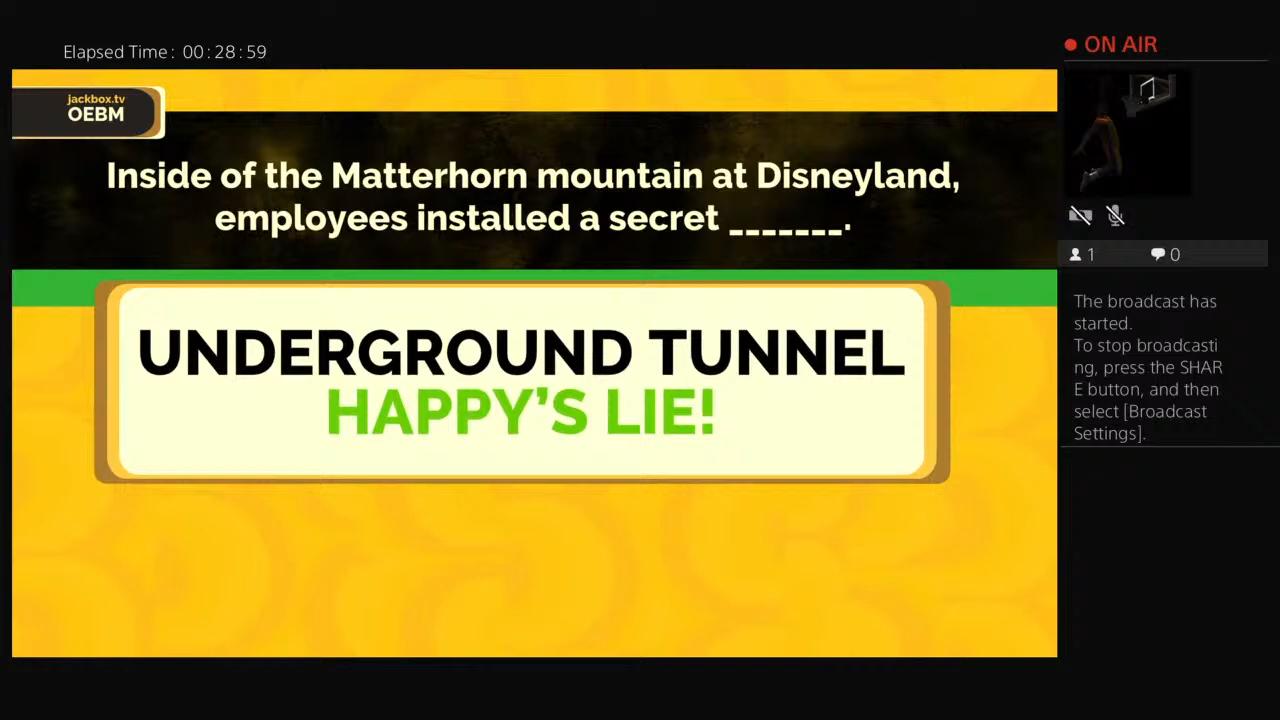 Elapsed Time: 00:28:59
ON AIR
jackbox.tv
OEBM
Inside of the Matterhorn mountain at Disneyland,
employees installed a secret _______.
UNDERGROUND TUNNEL
HAPPY'S LIE!
1
0
The broadcast has
started.
To stop broadcasti
ng, press the SHAR
E button, and then
select [Broadcast
Settings].